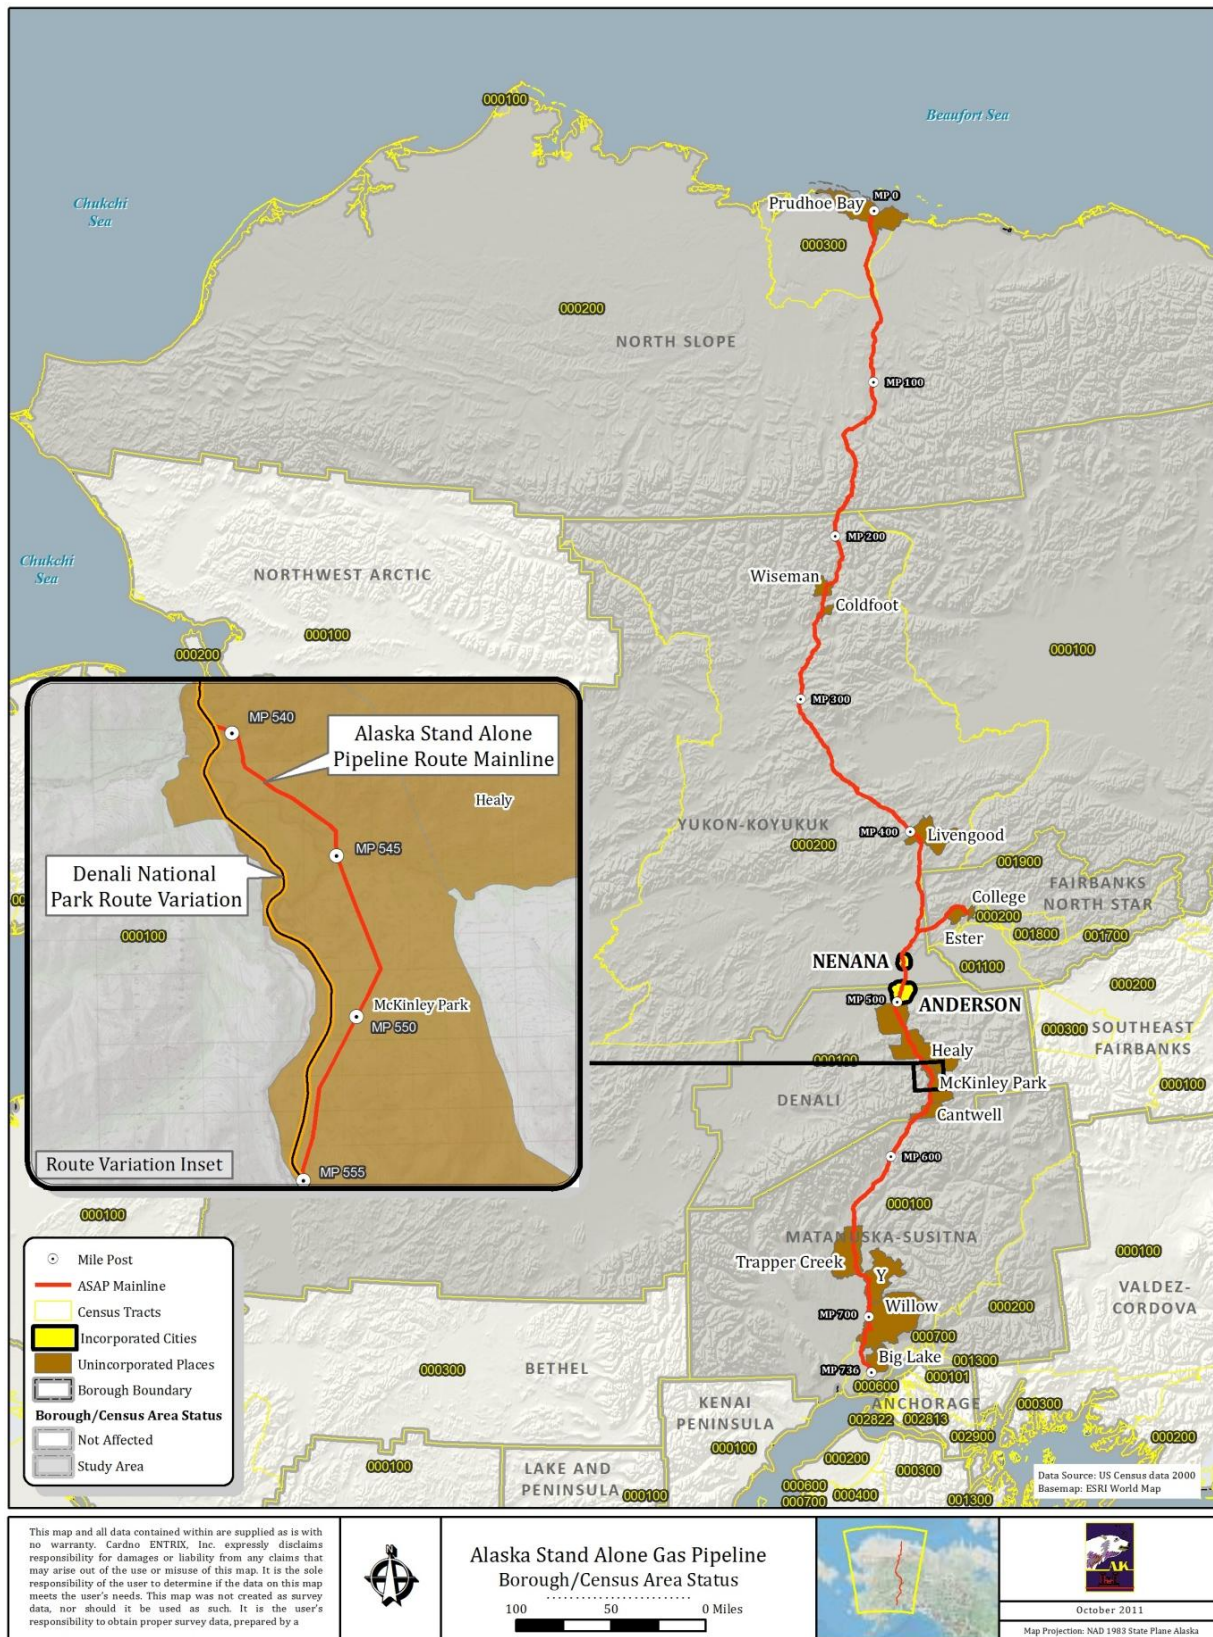 Beaufort Sea
000100
Chukchi
Sea
MP 0
Prudhoe Bay
000300
000200
NORTH SLOPE
MP 100
MP 200
Chukchi
Sea
NORTHWEST ARCTIC
Wiseman
Coldfoot
000100
000200
000100
MP 300
MP 540
Alaska Stand Alone
Pipeline Route Mainline
Healy
MP 545
Denali National
Park Route Variation
000100
McKinley Park
MP 550
MP 555
Route Variation Inset
YUKON-KOYUKUK
000200
MP 400
Livengood
001900
FAIRBANKS
NORTH STAR
College
000200
Ester
001800
001700
NENANA
001100
000200
MP 500
ANDERSON
000300
SOUTHEAST
FAIRBANKS
000100
000100
Healy
McKinley Park
DENALI
Cantwell
MP 600
000100
000100
MATANUSKA-SUSITNA
Trapper Creek
Y
000100
VALDEZ-
CORDOVA
Willow
000200
MP 700
000700
Big Lake
001300
MP 736
000101
000600
000300
BETHEL
KENAI
PENINSULA
ANCHORAGE
000300
002822
002813
002900
000200
000100
000100
LAKE AND
PENINSULA
000100
000200
000300
000600
000700
000400
001300
Mile Post
ASAP Mainline
Census Tracts
Incorporated Cities
Unincorporated Places
Borough Boundary
Borough/Census Area Status
Not Affected
Study Area
Data Source: US Census data 2000
Basemap: ESRI World Map
This map and all data contained within are supplied as is with
no warranty. Cardno ENTRIX, Inc. expressly disclaims
responsibility for damages or liability from any claims that
may arise out of the use or misuse of this map. It is the sole
responsibility of the user to determine if the data on this map
meets the user's needs. This map was not created as survey
data, nor should it be used as such. It is the user's
responsibility to obtain proper survey data, prepared by a
Alaska Stand Alone Gas Pipeline
Borough/Census Area Status
100 50 0 Miles
AK
October 2011
Map Projection: NAD 1983 State Plane Alaska